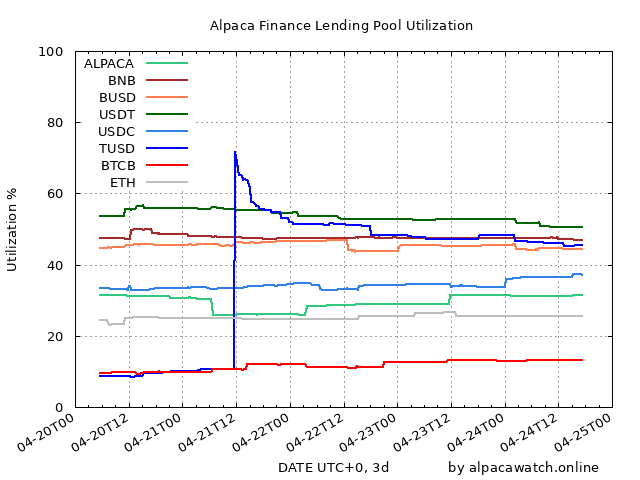 Alpaca Finance Lending Pool Utilization
100
80
60
40
20
0
Utilization %
ALPACA
BNB
BUSD
USDT
USDC
TUSD
BTCB
ETH
04-20T00
04-20T12
04-21T00
04-21T12
04-22T00
04-22T12
04-23T00
04-23T12
04-24T00
04-24T12
04-25T00
DATE UTC+0, 3d
by alpacawatch.online